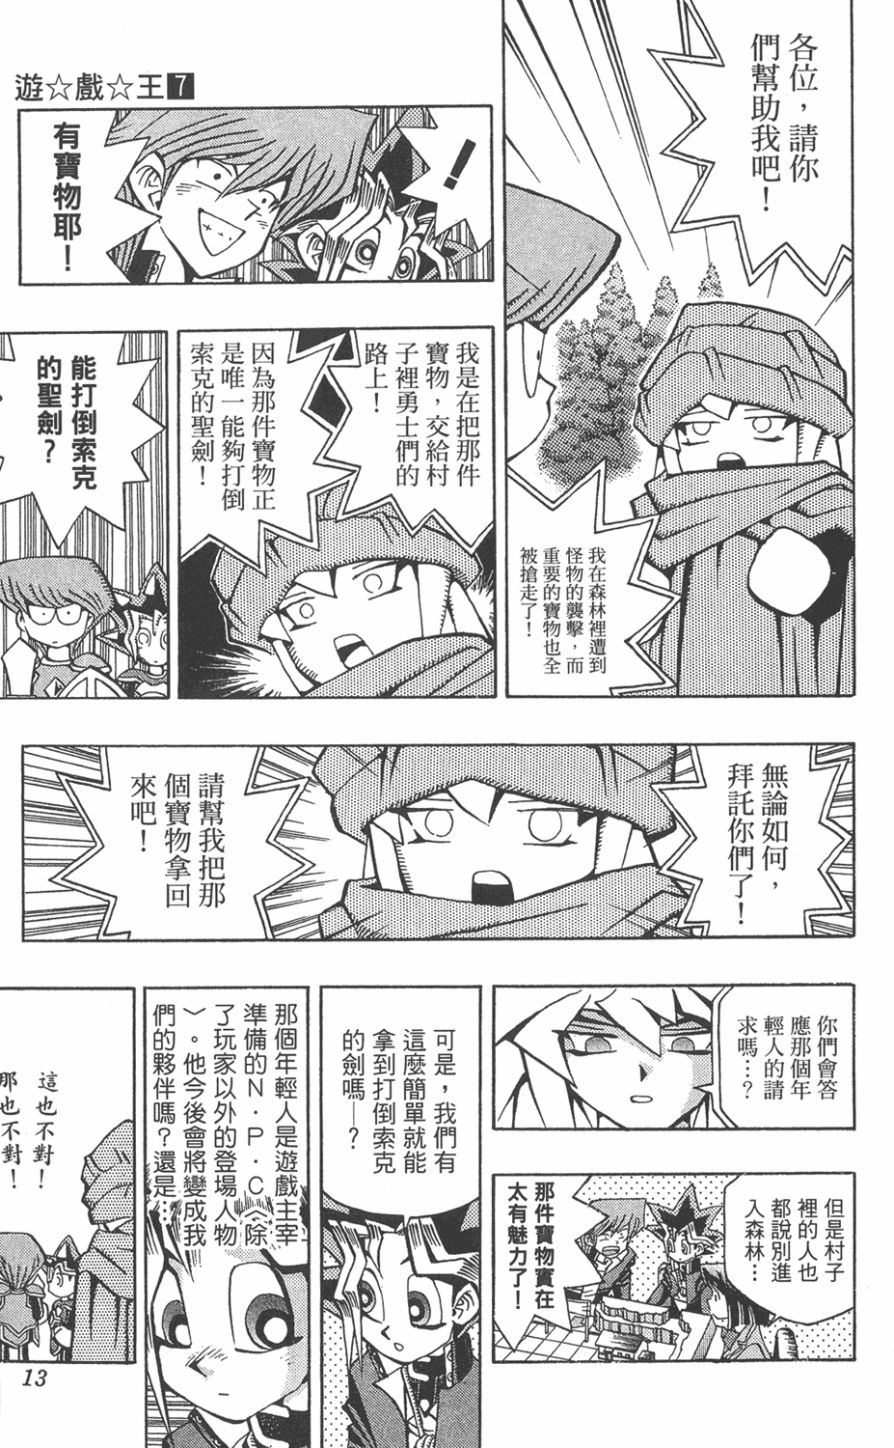 遊☆戲☆王7
各位，請你
們幫助我吧！
我在森林裡遭到
怪物的襲擊，而
重要的寶物也全
被搶走了！
！
有寶物耶！
我是在把那件
寶物，交給村
子裡勇士們的
路上！
因為那件寶物正
是唯一能夠打倒
索克的聖劍！
能打倒索克
的聖劍？
無論如何，
拜託你們了！
請幫我把那
個寶物拿回
來吧！
你們會答
應那個年
輕人的請
求嗎…？
但是村子
裡的人也
都說別進
入森林…
那件寶物實在
太有魅力了！
可是，我們有
這麼簡單就能
拿到打倒索克
的劍嗎—？
那個年輕人是遊戲主宰
準備的N‧P‧C〈除
了玩家以外的登場人物
〉。他今後會將變成我
們的夥伴嗎？還是…
這也不對！
那也不對！
13